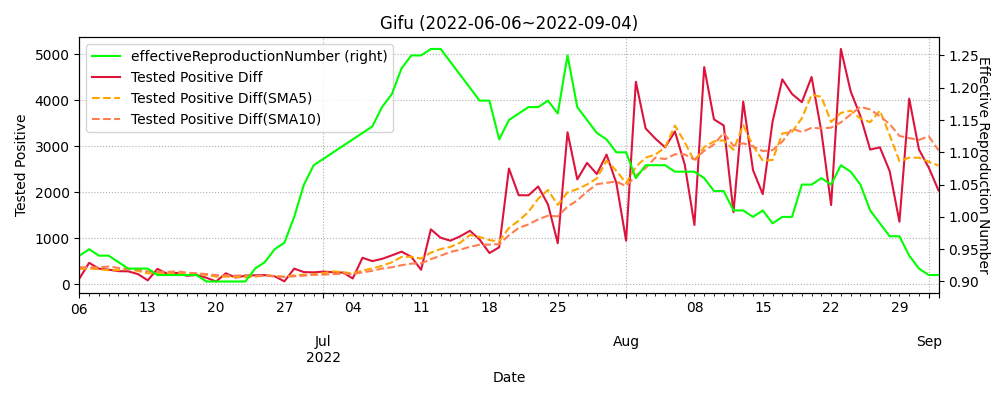 Gifu (2022-06-06~2022-09-04)
effectiveReproductionNumber (right)
Tested Positive Diff
Tested Positive Diff(SMA5)
Tested Positive Diff(SMA10)
Tested Positive
5000
4000
3000
2000
1000
0
1.25
1.20
1.15
1.10
1.05
1.00
0.95
0.90
Effective Reproduction Number
06 13 20 27 04 11 18 25 08 15 22 29
Jul Aug Sep
2022
Date